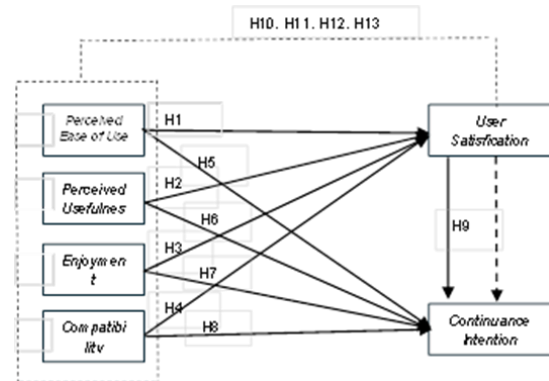 H10. H11. H12. H13
Perceived
Ease of Use
H1
User
Satisfication
H5
Perceived
Usefulnes
H2
H6
H9
Enjoymen
t
H3
H7
Compatibi
lity
H4
H8
Continuance
Intention